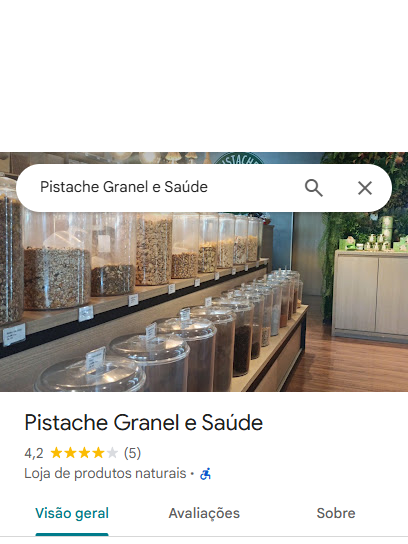 PISTACHE
Pistache Granel e Saúde
Pistache Granel e Saúde
4,2 (5)
Loja de produtos naturais ·
Visão geral Avaliações Sobre